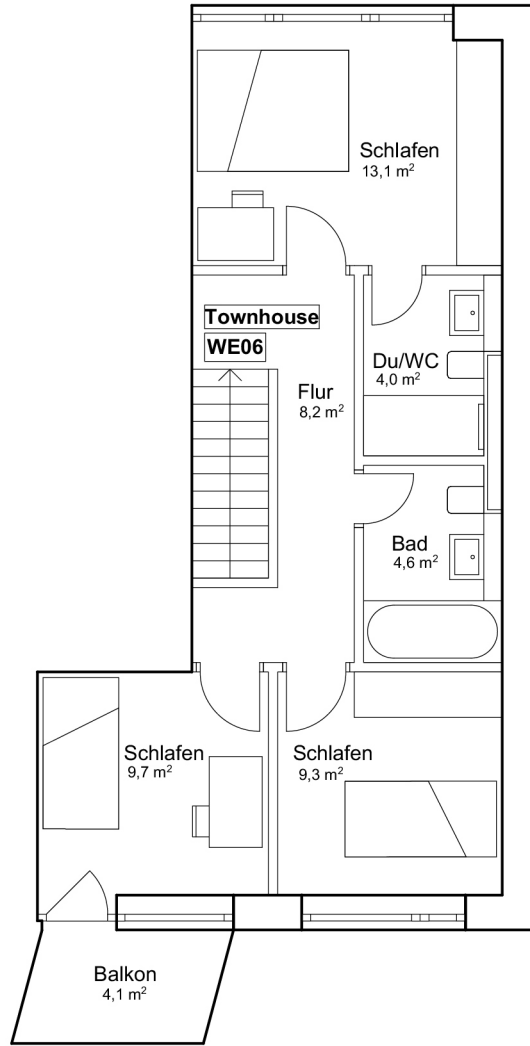 Schlafen
13,1 m²
Townhouse
WE06
Du/WC
4,0 m²
Flur
8,2 m²
Bad
4,6 m²
Schlafen
9,7 m²
Schlafen
9,3 m²
Balkon
4,1 m²